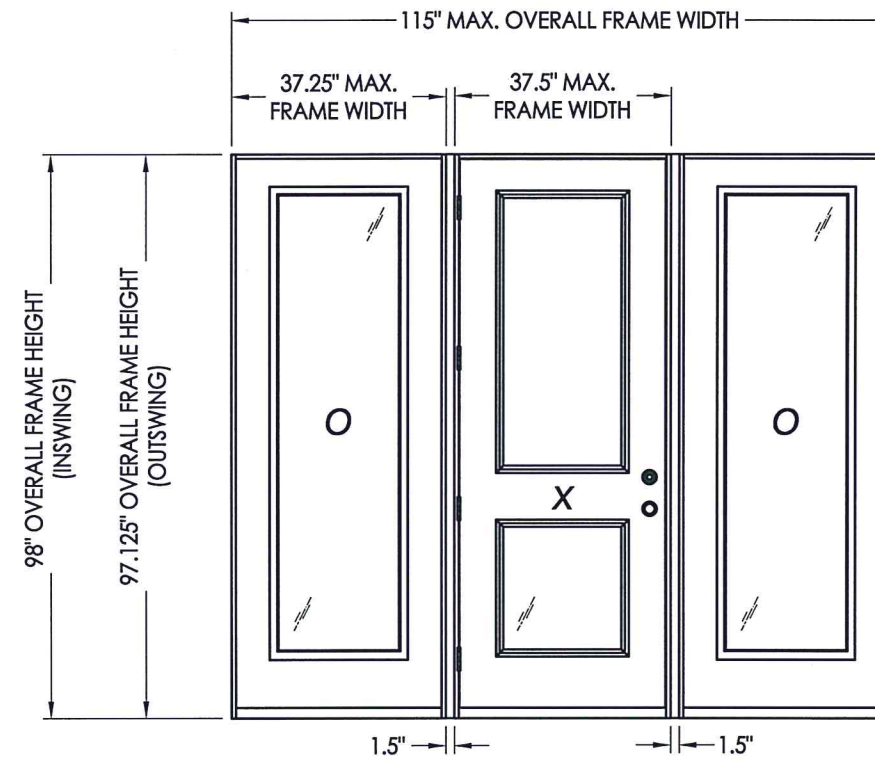 115" MAX. OVERALL FRAME WIDTH
37.25" MAX.
FRAME WIDTH
37.5" MAX.
FRAME WIDTH
98" OVERALL FRAME HEIGHT
(INSWING)
97.125" OVERALL FRAME HEIGHT
(OUTSWING)
O
X
O
1.5"
1.5"